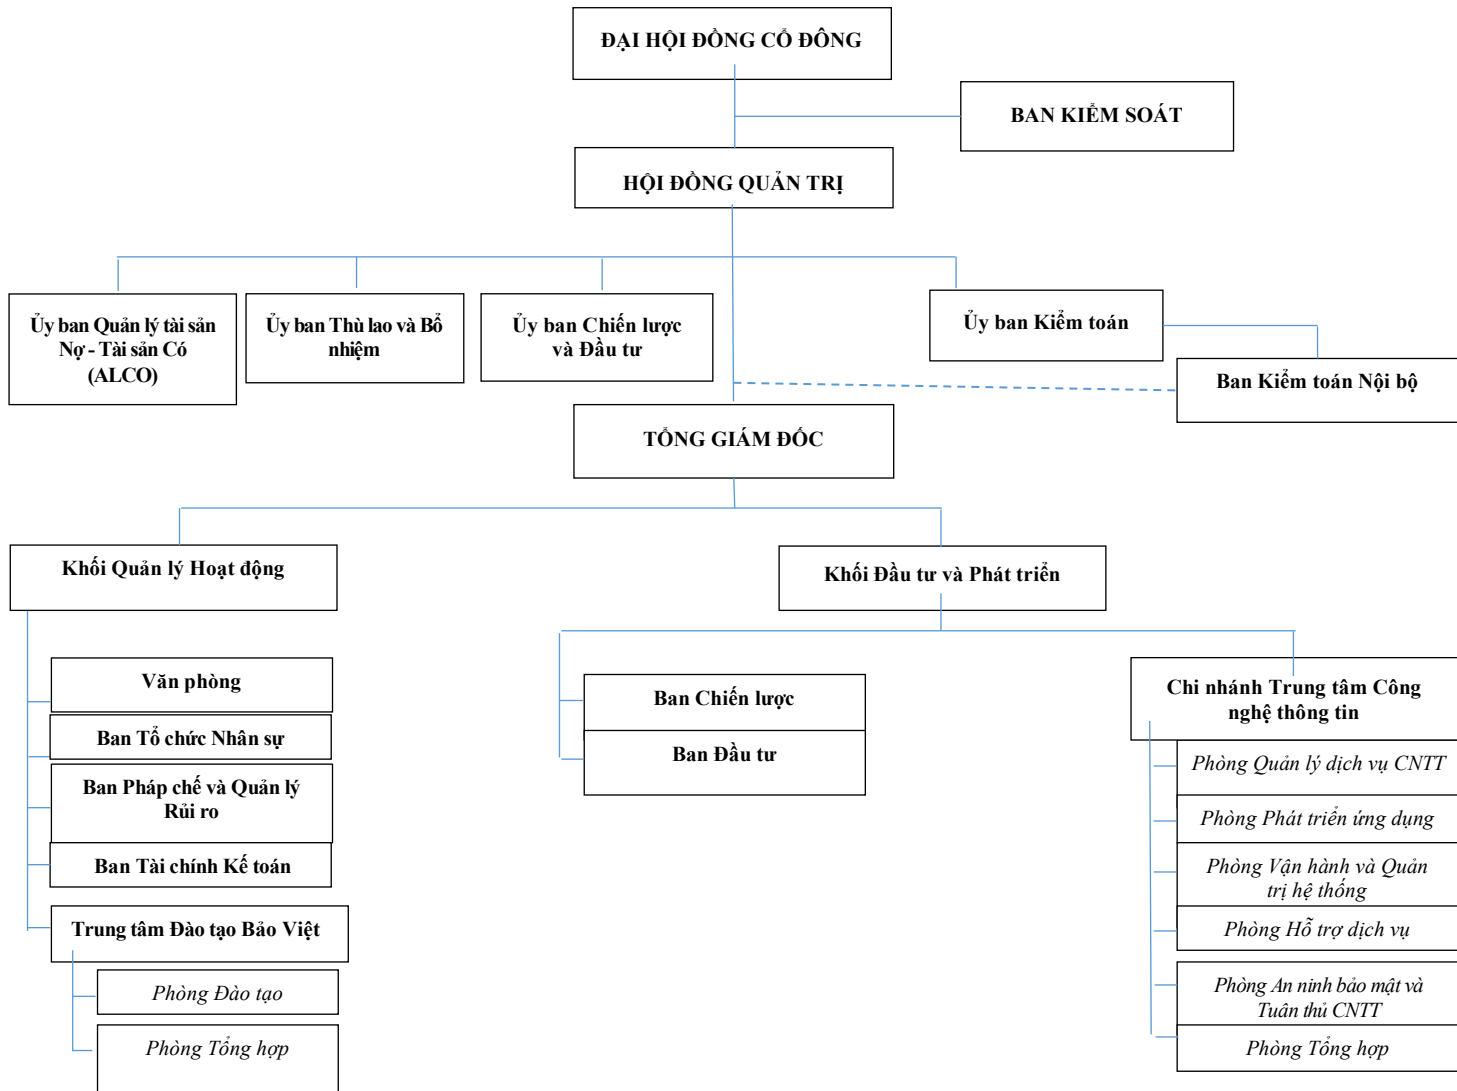 ĐẠI HỘI ĐỒNG CỔ ĐÔNG
BAN KIỂM SOÁT
HỘI ĐỒNG QUẢN TRỊ
Ủy ban Quản lý tài sản
Nợ - Tài sản Có
(ALCO)
Ủy ban Thù lao và Bổ
nhiệm
Ủy ban Chiến lược
và Đầu tư
Ủy ban Kiểm toán
Ban Kiểm toán Nội bộ
TỔNG GIÁM ĐỐC
Khối Quản lý Hoạt động
Khối Đầu tư và Phát triển
Văn phòng
Ban Tổ chức Nhân sự
Ban Pháp chế và Quản lý
Rủi ro
Ban Tài chính Kế toán
Trung tâm Đào tạo Bảo Việt
Phòng Đào tạo
Phòng Tổng hợp
Ban Chiến lược
Ban Đầu tư
Chi nhánh Trung tâm Công
nghệ thông tin
Phòng Quản lý dịch vụ CNTT
Phòng Phát triển ứng dụng
Phòng Vận hành và Quản
trị hệ thống
Phòng Hỗ trợ dịch vụ
Phòng An ninh bảo mật và
Tuân thủ CNTT
Phòng Tổng hợp